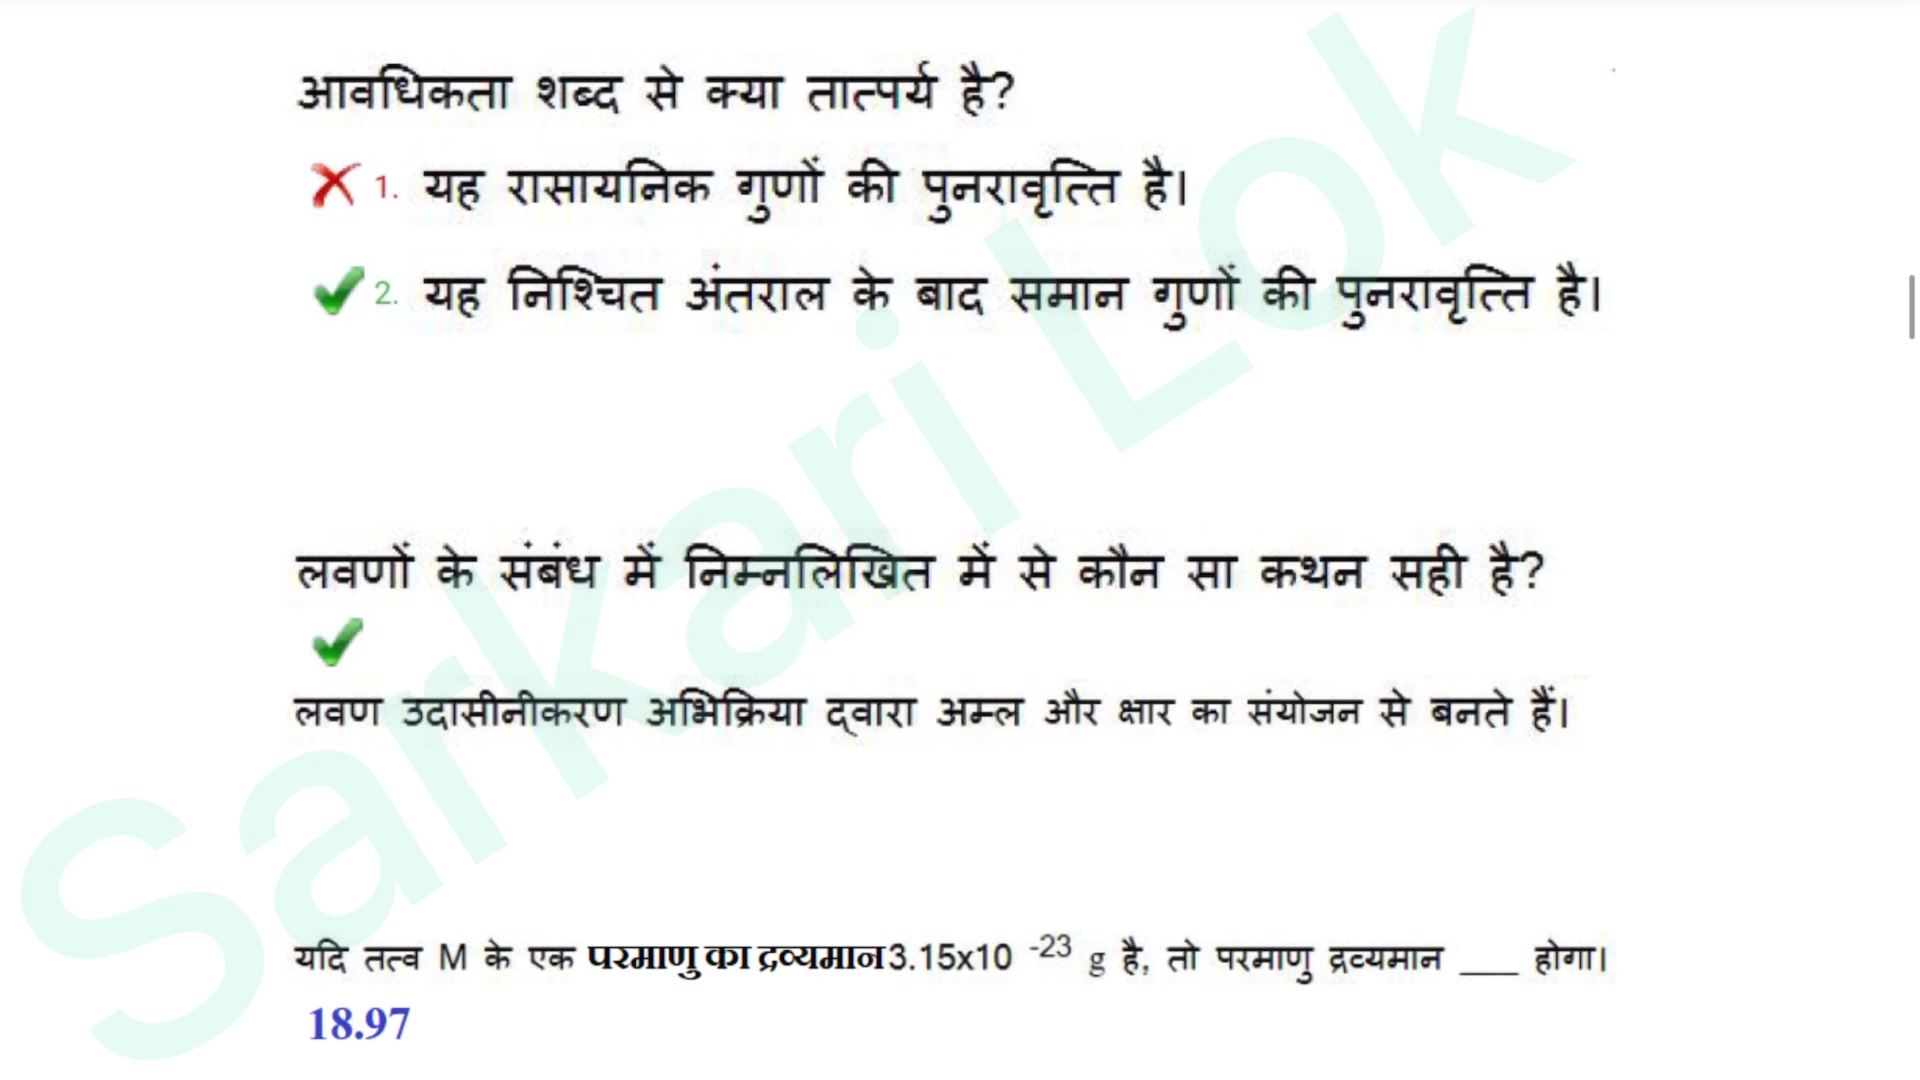 आवधिकता शब्द से क्या तात्पर्य है?
1. यह रासायनिक गुणों की पुनरावृत्ति है।
2. यह निश्चित अंतराल के बाद समान गुणों की पुनरावृत्ति है।
लवणों के संबंध में निम्नलिखित में से कौन सा कथन सही है?
लवण उदासीनीकरण अभिक्रिया द्वारा अम्ल और क्षार का संयोजन से बनते हैं।
यदि तत्व M के एक परमाणु का द्रव्यमान 3.15x10 ⁻²³ g है, तो परमाणु द्रव्यमान ___ होगा।
18.97
Sarkari Lok